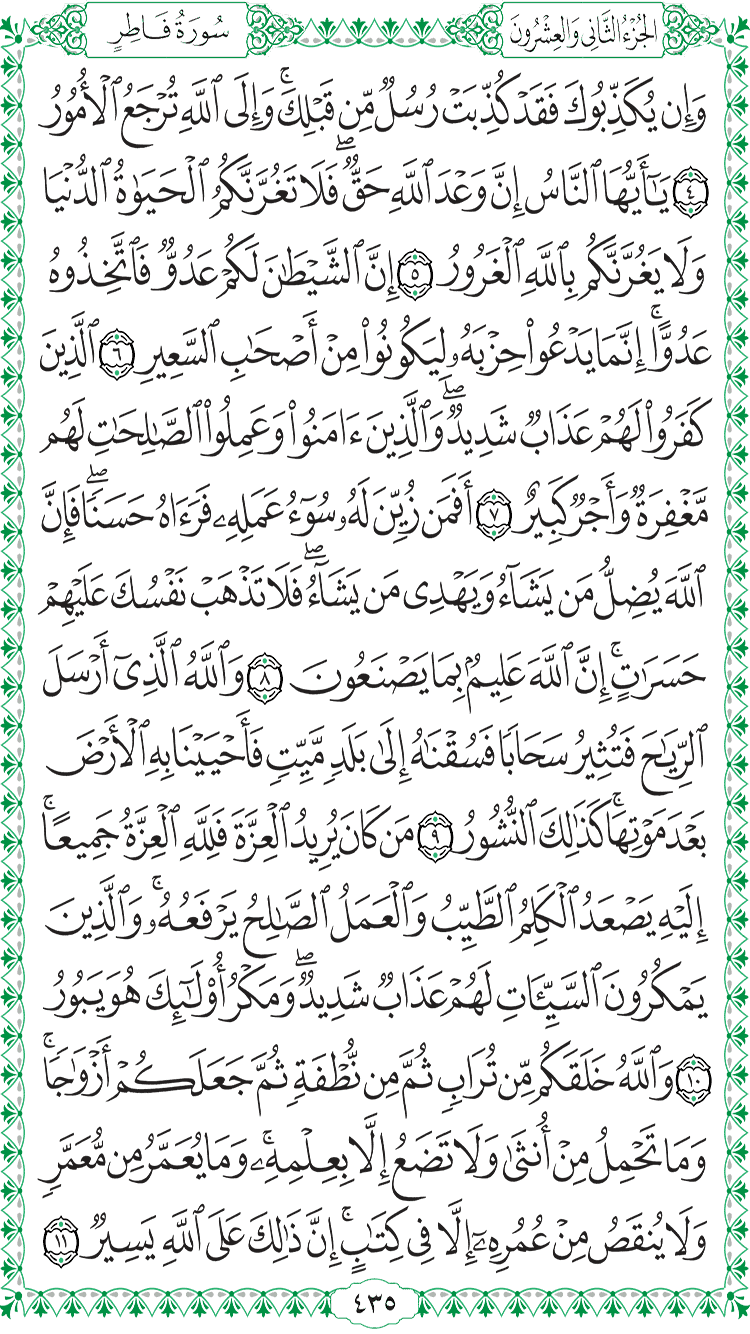 الجُزْءُ الثَّانِي وَالعِشْرُونَ
سُورَةُ فَاطِرٍ
وَإِن يُكَذِّبُوكَ فَقَدْ كُذِّبَتْ رُسُلٌ مِّن قَبْلِكَۚ وَإِلَى ٱللَّهِ تُرْجَعُ ٱلْأُمُورُ
٤ يَٰٓأَيُّهَا ٱلنَّاسُ إِنَّ وَعْدَ ٱللَّهِ حَقٌّۖ فَلَا تَغُرَّنَّكُمُ ٱلْحَيَوٰةُ ٱلدُّنْيَا
وَلَا يَغُرَّنَّكُم بِٱللَّهِ ٱلْغَرُورُ ٥ إِنَّ ٱلشَّيْطَٰنَ لَكُمْ عَدُوٌّ فَٱتَّخِذُوهُ
عَدُوًّاۚ إِنَّمَا يَدْعُوا۟ حِزْبَهُۥ لِيَكُونُوا۟ مِنْ أَصْحَٰبِ ٱلسَّعِيرِ ٦ ٱلَّذِينَ
كَفَرُوا۟ لَهُمْ عَذَابٌ شَدِيدٌۖ وَٱلَّذِينَ ءَامَنُوا۟ وَعَمِلُوا۟ ٱلصَّٰلِحَٰتِ لَهُم
مَّغْفِرَةٌ وَأَجْرٌ كَبِيرٌ ٧ أَفَمَن زُيِّنَ لَهُۥ سُوٓءُ عَمَلِهِۦ فَرَءَاهُ حَسَنًاۖ فَإِنَّ
ٱللَّهَ يُضِلُّ مَن يَشَآءُ وَيَهْدِى مَن يَشَآءُۖ فَلَا تَذْهَبْ نَفْسُكَ عَلَيْهِمْ
حَسَرَٰتٍۚ إِنَّ ٱللَّهَ عَلِيمٌۢ بِمَا يَصْنَعُونَ ٨ وَٱللَّهُ ٱلَّذِىٓ أَرْسَلَ
ٱلرِّيَٰحَ فَتُثِيرُ سَحَابًا فَسُقْنَٰهُ إِلَىٰ بَلَدٍ مَّيِّتٍ فَأَحْيَيْنَا بِهِ ٱلْأَرْضَ
بَعْدَ مَوْتِهَاۚ كَذَٰلِكَ ٱلنُّشُورُ ٩ مَن كَانَ يُرِيدُ ٱلْعِزَّةَ فَلِلَّهِ ٱلْعِزَّةُ جَمِيعًاۚ
إِلَيْهِ يَصْعَدُ ٱلْكَلِمُ ٱلطَّيِّبُ وَٱلْعَمَلُ ٱلصَّٰلِحُ يَرْفَعُهُۥۚ وَٱلَّذِينَ
يَمْكُرُونَ ٱلسَّيِّـَٔاتِ لَهُمْ عَذَابٌ شَدِيدٌۖ وَمَكْرُ أُو۟لَٰٓئِكَ هُوَ يَبُورُ
١٠ وَٱللَّهُ خَلَقَكُم مِّن تُرَابٍ ثُمَّ مِن نُّطْفَةٍ ثُمَّ جَعَلَكُمْ أَزْوَٰجًاۚ
وَمَا تَحْمِلُ مِنْ أُنثَىٰ وَلَا تَضَعُ إِلَّا بِعِلْمِهِۦۚ وَمَا يُعَمَّرُ مِن مُّعَمَّرٍ
وَلَا يُنقَصُ مِنْ عُمُرِهِۦٓ إِلَّا فِى كِتَٰبٍۚ إِنَّ ذَٰلِكَ عَلَى ٱللَّهِ يَسِيرٌ ١١
٤٣٥